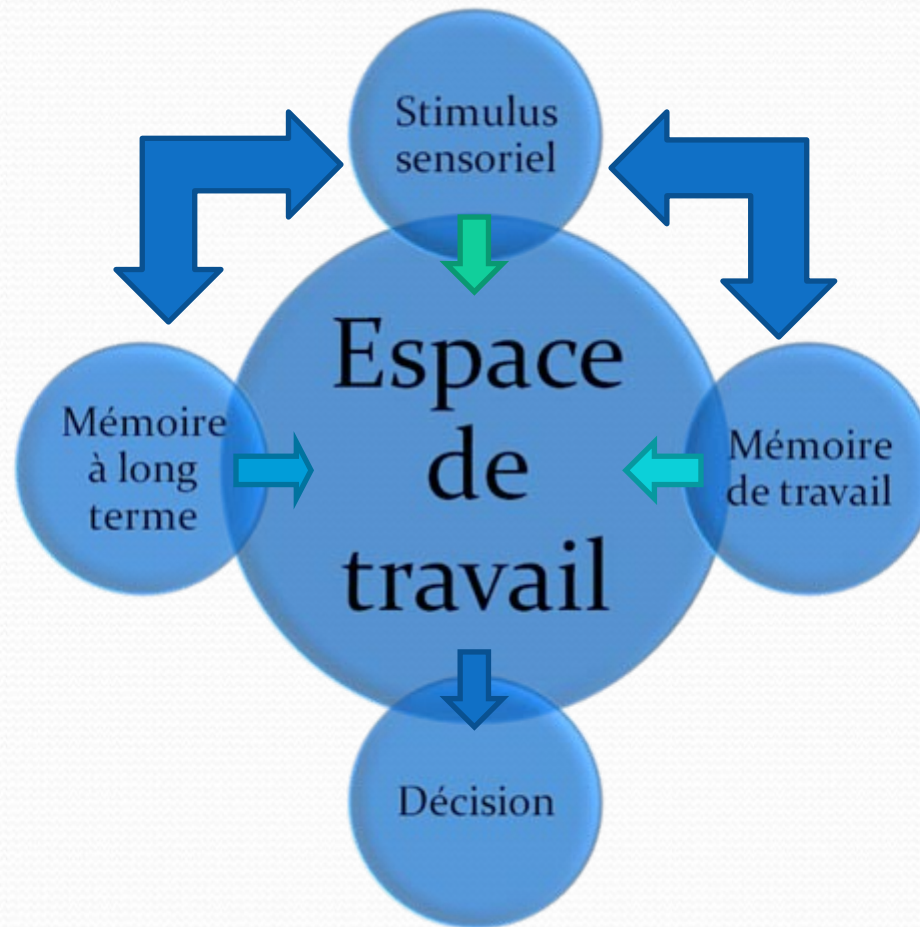 Stimulus
sensoriel
Espace
de
travail
Mémoire
à long
terme
Mémoire
de travail
Décision